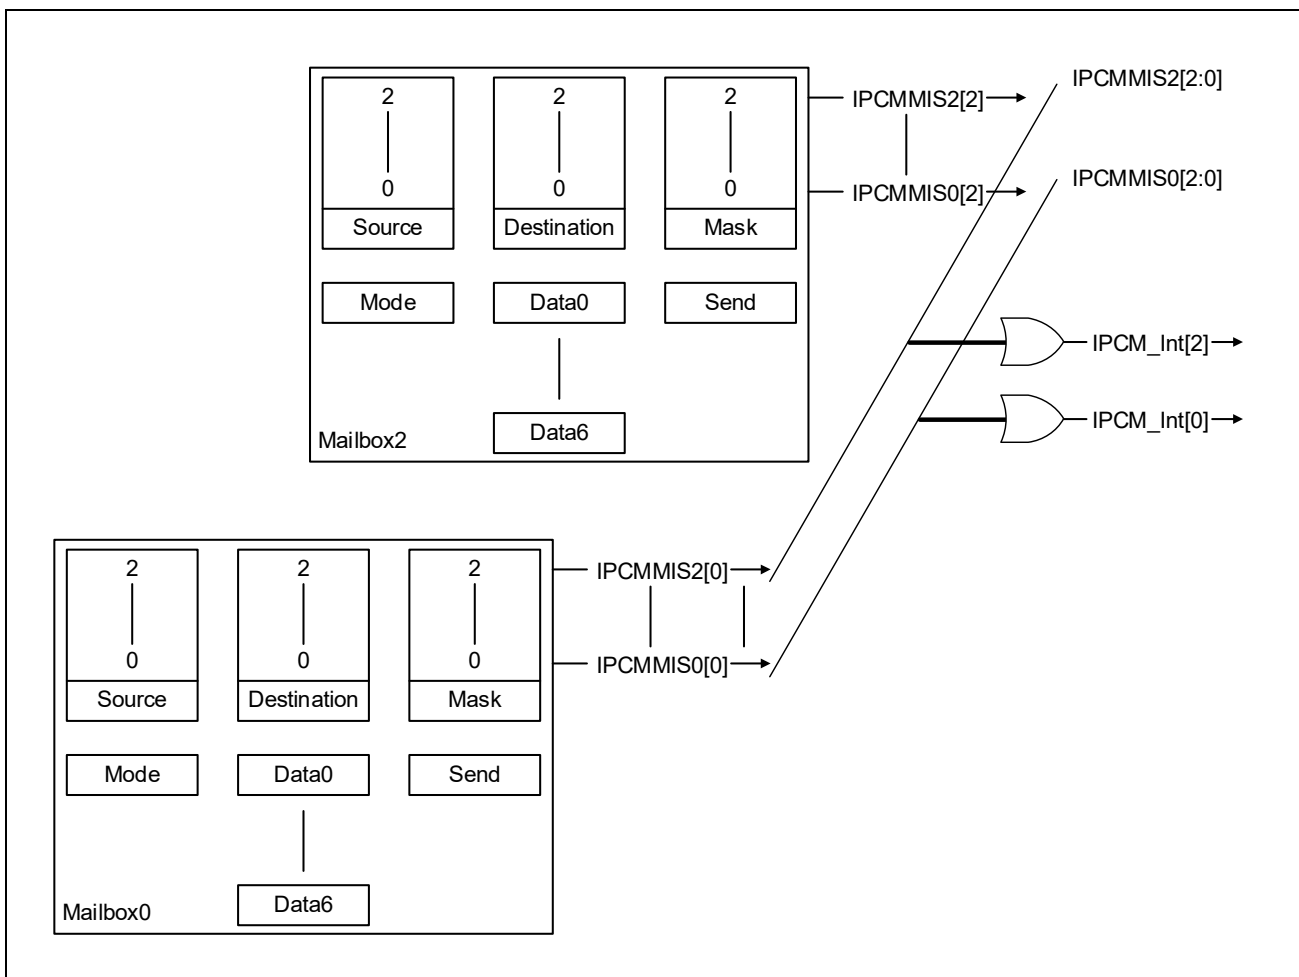 2
2
2
IPCMMIS2[2]
IPCMMIS2[2:0]
0
0
0
IPCMMIS0[2]
IPCMMIS0[2:0]
Source
Destination
Mask
Mode
Data0
Send
Data6
Mailbox2
IPCM_Int[2]
IPCM_Int[0]
2
2
2
IPCMMIS2[0]
0
0
0
IPCMMIS0[0]
Source
Destination
Mask
Mode
Data0
Send
Data6
Mailbox0